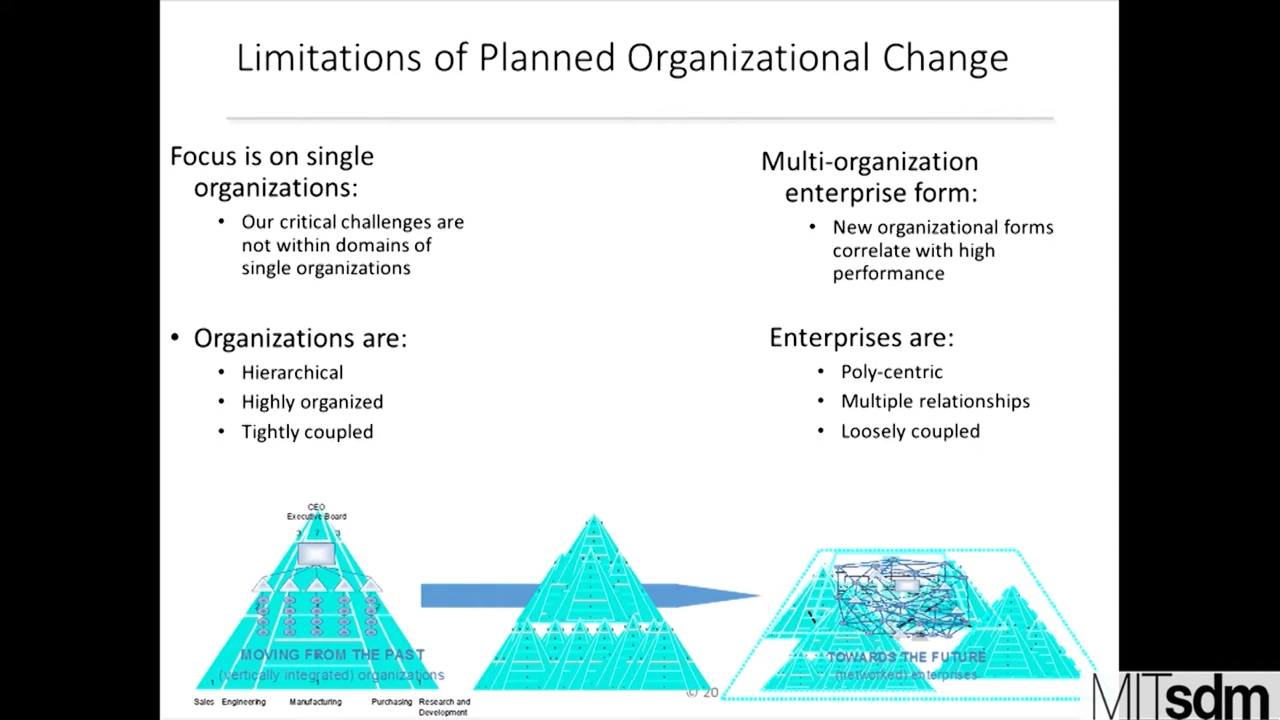 Limitations of Planned Organizational Change
Focus is on single
organizations:
• Our critical challenges are
not within domains of
single organizations
• Organizations are:
• Hierarchical
• Highly organized
• Tightly coupled
Multi-organization
enterprise form:
• New organizational forms
correlate with high
performance
Enterprises are:
• Poly-centric
• Multiple relationships
• Loosely coupled
CEO
Executive Board
MOVING FROM THE PAST
(vertically integrated) organizations
Sales Engineering Manufacturing Purchasing Research and
Development
TOWARDS THE FUTURE
(networked) enterprises
© 20
MITsdm